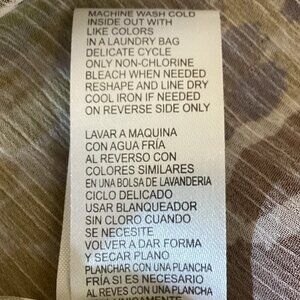 MACHINE WASH COLD
INSIDE OUT WITH
LIKE COLORS
IN A LAUNDRY BAG
DELICATE CYCLE
ONLY NON-CHLORINE
BLEACH WHEN NEEDED
RESHAPE AND LINE DRY
COOL IRON IF NEEDED
ON REVERSE SIDE ONLY
LAVAR A MAQUINA
CON AGUA FRÍA
AL REVERSO CON
COLORES SIMILARES
EN UNA BOLSA DE LAVANDERIA
CICLO DELICADO
USAR BLANQUEADOR
SIN CLORO CUANDO
SE NECESITE
VOLVER A DAR FORMA
Y SECAR PLANO
PLANCHAR CON UNA PLANCHA
FRÍA SI ES NECESARIO
AL REVES CON UNA PLANCHA